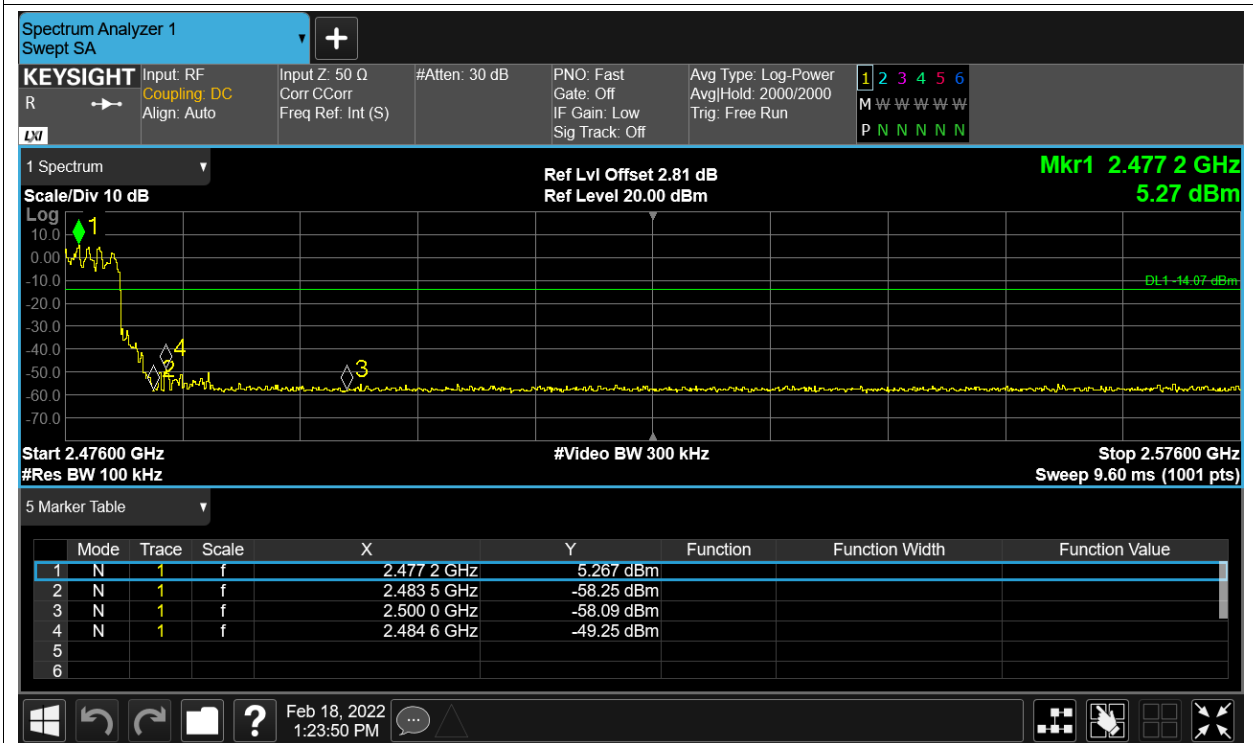 Spectrum Analyzer 1
Swept SA
+
KEYSIGHT Input: RF Input Z: 50 Ω #Atten: 30 dB PNO: Fast Avg Type: Log-Power 1 2 3 4 5 6
R Coupling: DC Corr CCorr Gate: Off Avg|Hold: 2000/2000 M W W W W W
Align: Auto Freq Ref: Int (S) IF Gain: Low Trig: Free Run
LXI Sig Track: Off P N N N N N
1 Spectrum Ref Lvl Offset 2.81 dB Mkr1 2.477 2 GHz
Scale/Div 10 dB Ref Level 20.00 dBm 5.27 dBm
Log
1
10.0
0.00
-10.0 DL1 -14.07 dBm
-20.0
-30.0
-40.0 4
-50.0 2 3
-60.0
-70.0
Start 2.47600 GHz #Video BW 300 kHz Stop 2.57600 GHz
#Res BW 100 kHz Sweep 9.60 ms (1001 pts)
5 Marker Table
Mode Trace Scale X Y Function Function Width Function Value
1 N 1 f 2.477 2 GHz 5.267 dBm
2 N 1 f 2.483 5 GHz -58.25 dBm
3 N 1 f 2.500 0 GHz -58.09 dBm
4 N 1 f 2.484 6 GHz -49.25 dBm
5
6
? Feb 18, 2022
1:23:50 PM